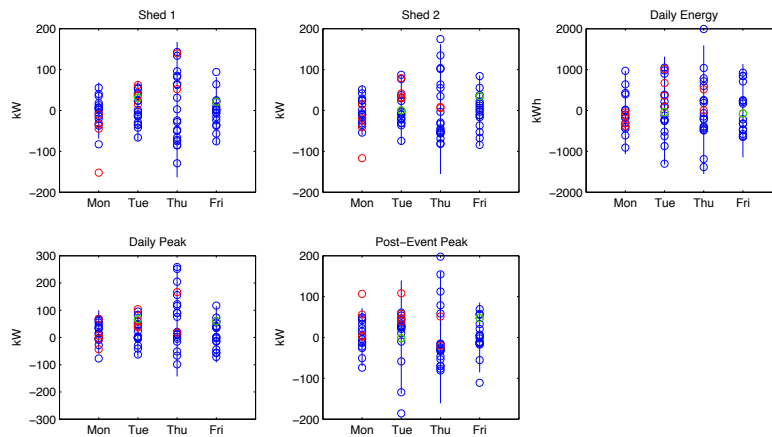 Shed 1
Shed 2
Daily Energy
200
100
0
−100
−200
kW
Mon
Tue
Thu
Fri
200
100
0
−100
−200
kW
Mon
Tue
Thu
Fri
2000
1000
0
−1000
−2000
kWh
Mon
Tue
Thu
Fri
Daily Peak
Post−Event Peak
300
200
100
0
−100
−200
−300
kW
Mon
Tue
Thu
Fri
200
100
0
−100
−200
kW
Mon
Tue
Thu
Fri